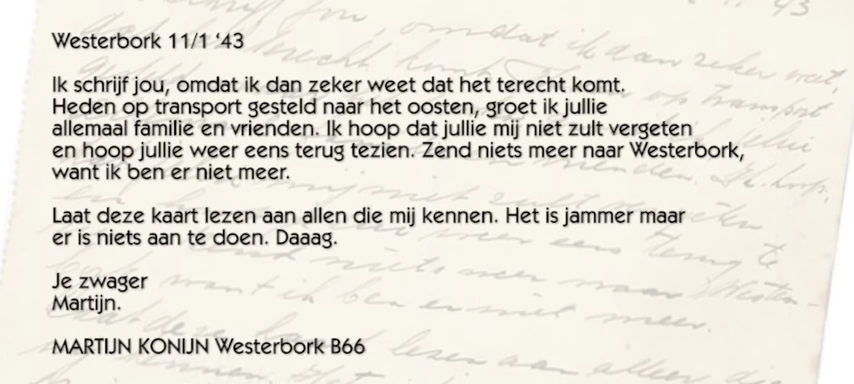 Westerbork 11/1 ‘43
Ik schrijf jou, omdat ik dan zeker weet dat het terecht komt.
Heden op transport gesteld naar het oosten, groet ik jullie
allemaal familie en vrienden. Ik hoop dat jullie mij niet zult vergeten
en hoop jullie weer eens terug tezien. Zend niets meer naar Westerbork,
want ik ben er niet meer.
Laat deze kaart lezen aan allen die mij kennen. Het is jammer maar
er is niets aan te doen. Daaag.
Je zwager
Martijn.
MARTIJN KONIJN Westerbork B66